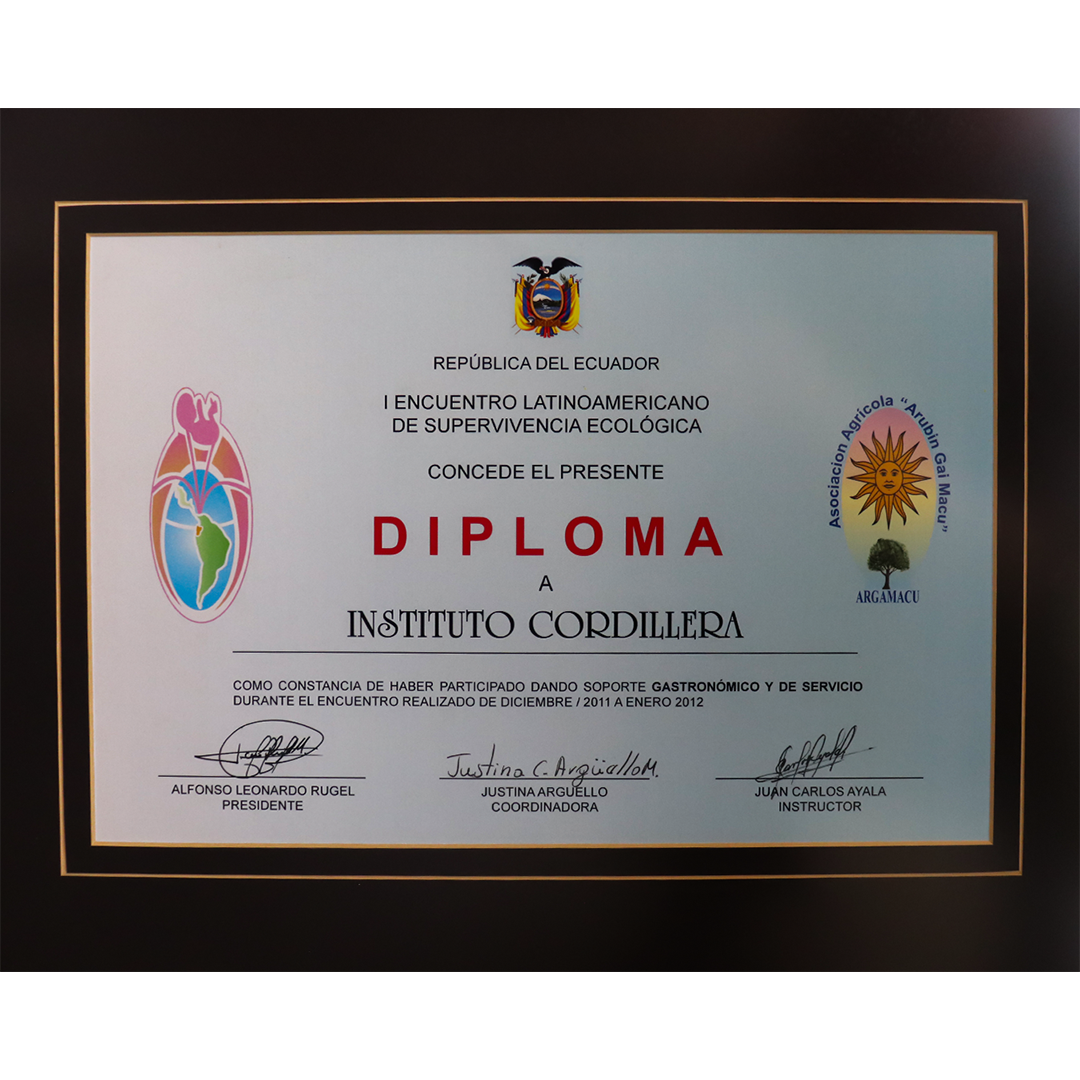 REPÚBLICA DEL ECUADOR
I ENCUENTRO LATINOAMERICANO
DE SUPERVIVENCIA ECOLÓGICA
CONCEDE EL PRESENTE
DIPLOMA
A
INSTITUTO CORDILLERA
COMO CONSTANCIA DE HABER PARTICIPADO DANDO SOPORTE GASTRONÓMICO Y DE SERVICIO
DURANTE EL ENCUENTRO REALIZADO DE DICIEMBRE / 2011 A ENERO 2012
Asociacion Agrícola "Arubin Gai Macu"
ARGAMACU
ALFONSO LEONARDO RUGEL
PRESIDENTE
Justina C. Argüello M.
JUSTINA ARGUELLO
COORDINADORA
JUAN CARLOS AYALA
INSTRUCTOR